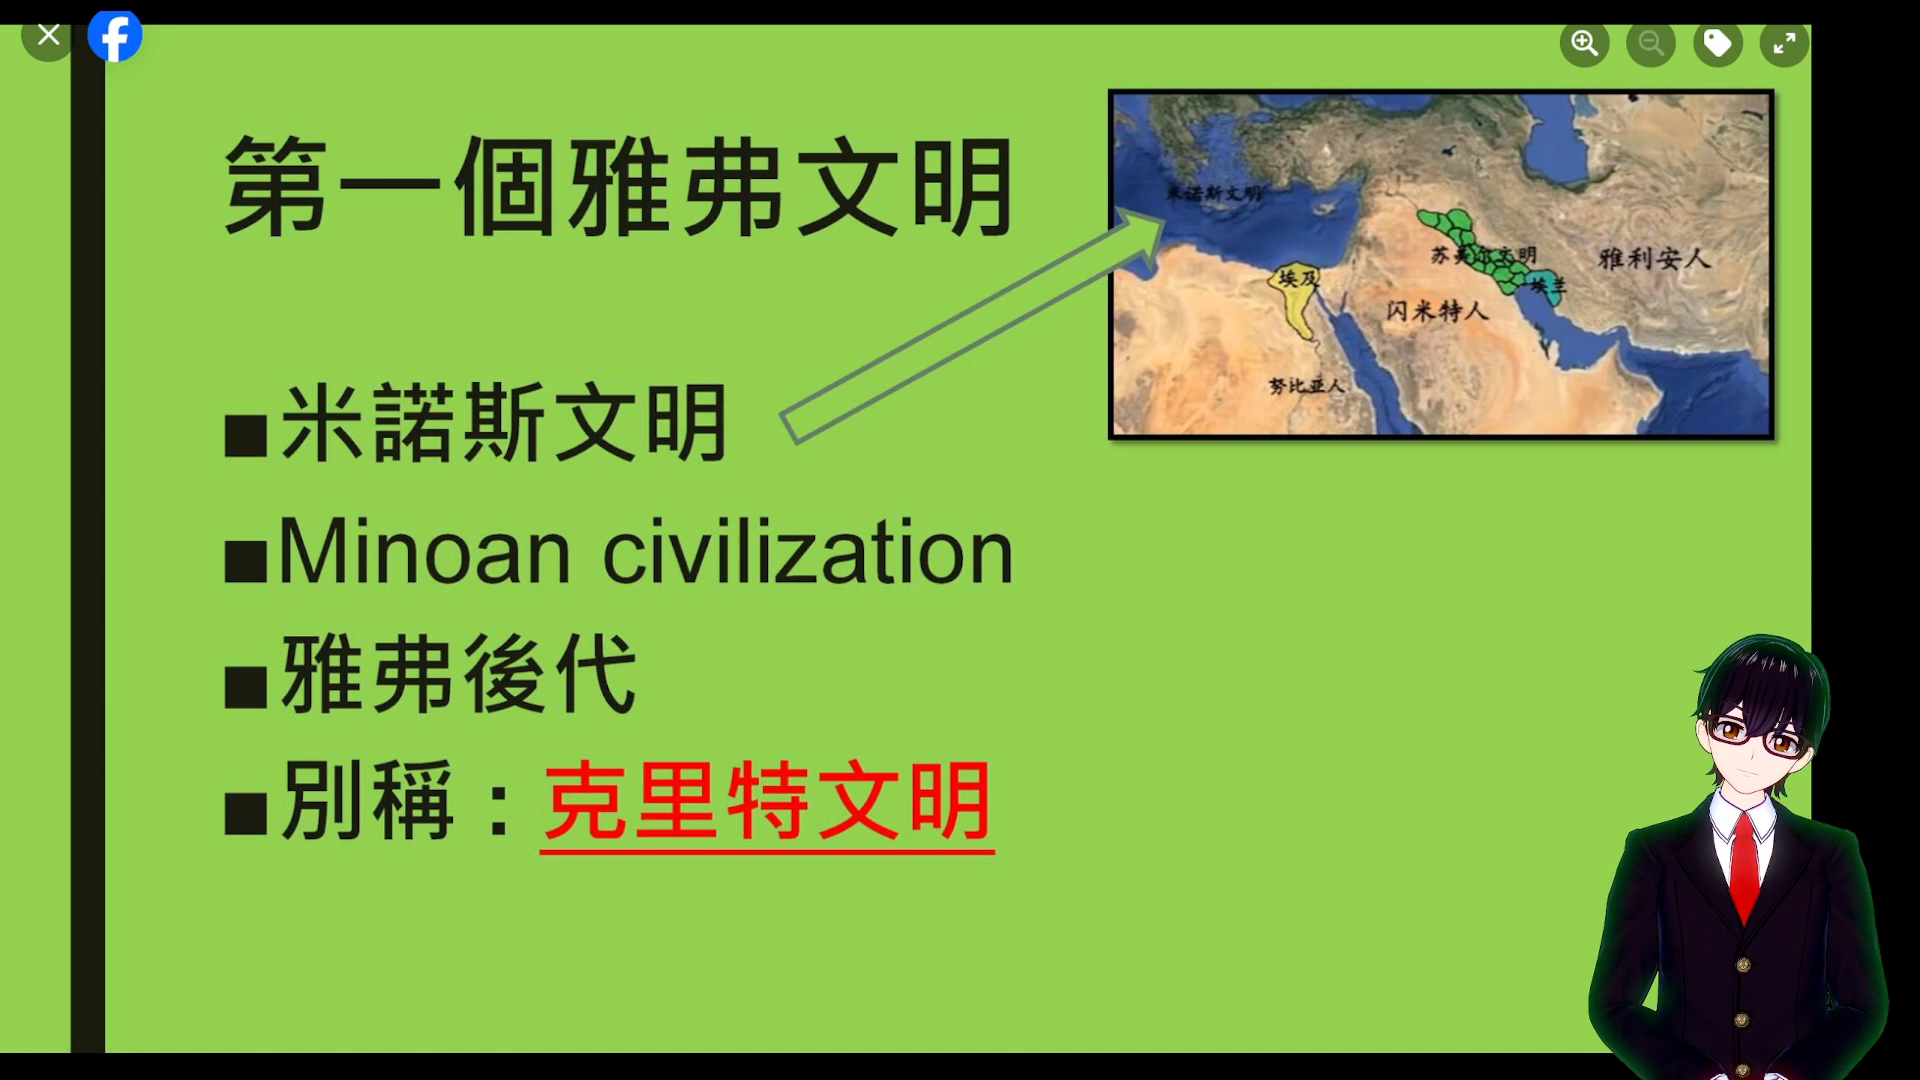 第一個雅弗文明
米諾斯文明
Minoan civilization
雅弗後代
別稱：克里特文明
米诺斯文明
苏美尔文明
雅利安人
埃及
埃兰
闪米特人
努比亚人